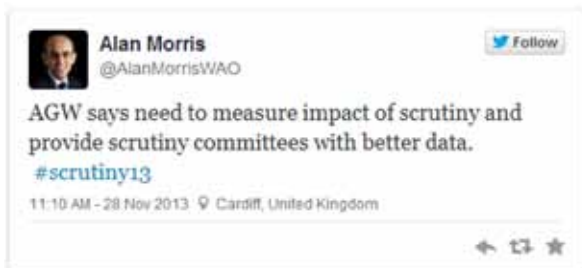 Alan Morris
Follow
@AlanMorrisWAO
AGW says need to measure impact of scrutiny and
provide scrutiny committees with better data.
#scrutiny13
11:10 AM - 28 Nov 2013 Cardiff, United Kingdom